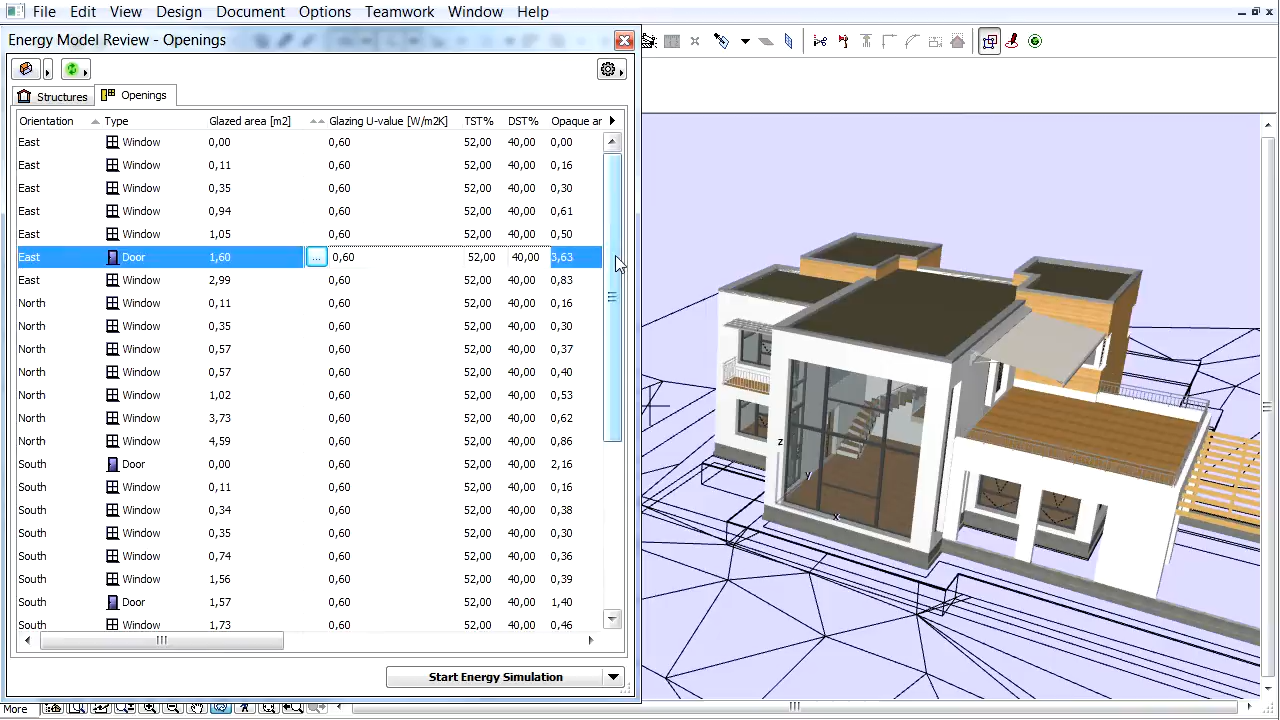 File Edit View Design Document Options Teamwork Window Help
Energy Model Review - Openings
Structures Openings
Orientation Type Glazed area [m2] Glazing U-value [W/m2K] TST% DST% Opaque ar
East Window 0,00 0,60 52,00 40,00 0,00
East Window 0,11 0,60 52,00 40,00 0,16
East Window 0,35 0,60 52,00 40,00 0,30
East Window 0,94 0,60 52,00 40,00 0,61
East Window 1,05 0,60 52,00 40,00 0,50
East Door 1,60 ... 0,60 52,00 40,00 3,63
East Window 2,99 0,60 52,00 40,00 0,83
North Window 0,11 0,60 52,00 40,00 0,16
North Window 0,35 0,60 52,00 40,00 0,30
North Window 0,57 0,60 52,00 40,00 0,37
North Window 0,57 0,60 52,00 40,00 0,40
North Window 1,02 0,60 52,00 40,00 0,53
North Window 3,73 0,60 52,00 40,00 0,62
North Window 4,59 0,60 52,00 40,00 0,86
South Door 0,00 0,60 52,00 40,00 2,16
South Window 0,11 0,60 52,00 40,00 0,16
South Window 0,34 0,60 52,00 40,00 0,38
South Window 0,35 0,60 52,00 40,00 0,30
South Window 0,74 0,60 52,00 40,00 0,36
South Window 1,56 0,60 52,00 40,00 0,39
South Door 1,57 0,60 52,00 40,00 1,40
South Window 1,73 0,60 52,00 40,00 0,46
Start Energy Simulation
z
y
x
More